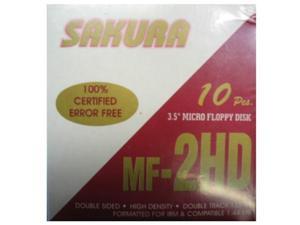 SAKURA
100%
CERTIFIED
ERROR FREE
10 Pcs.
3.5" MICRO FLOPPY DISK
MF-2HD
DOUBLE SIDED • HIGH DENSITY • DOUBLE TRACK
FORMATTED FOR IBM & COMPATIBLE